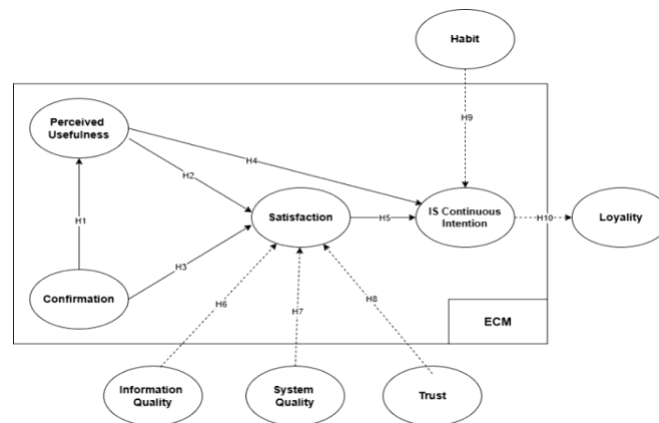 Habit
Perceived
Usefulness
H9
H4
H2
H1
Satisfaction
H5
IS Continuous
Intention
H10
Loyality
H3
Confirmation
H6
H7
H8
ECM
Information
Quality
System
Quality
Trust